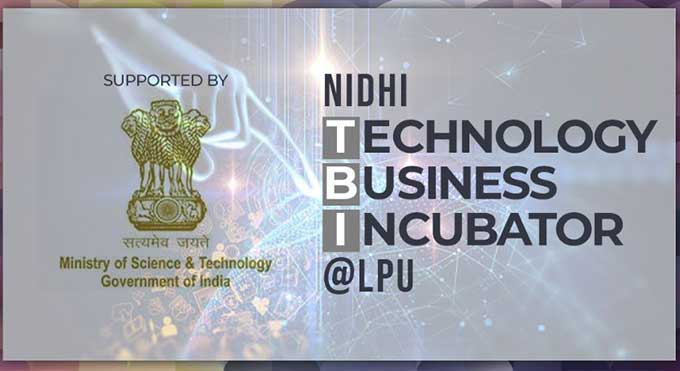 SUPPORTED BY
सत्यमेव जयते
Ministry of Science & Technology
Government of India
NIDHI
TECHNOLOGY
BUSINESS
INCUBATOR
@LPU